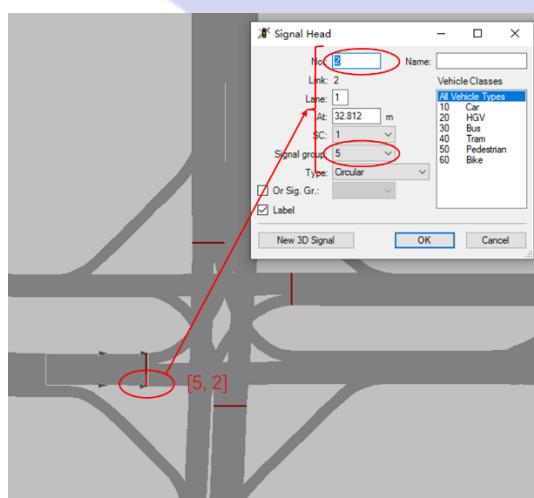 Signal Head
No.: 2 Name:
Link: 2 Vehicle Classes
Lane: 1 All Vehicle Types
At: 32.812 m 10 Car
20 HGV
SC: 1 30 Bus
40 Tram
Signal group: 5 50 Pedestrian
60 Bike
Type: Circular
Or Sig. Gr.:
Label
New 3D Signal OK Cancel
[5, 2]